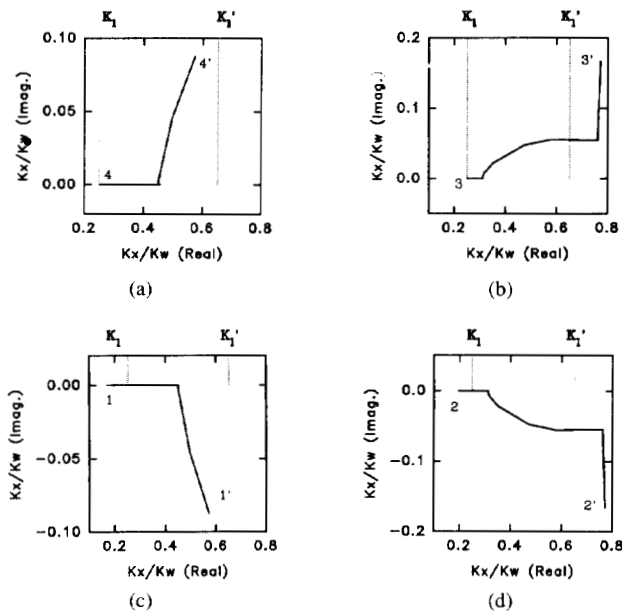 K₁ K₁'
0.10
0.05
0.00
Kx/Kw (Imag.)
4'
4
0.2 0.4 0.6 0.8
Kx/Kw (Real)
(a)
K₁ K₁'
0.2
0.1
0.0
Kx/Kw (Imag.)
3'
3
0.2 0.4 0.6 0.8
Kx/Kw (Real)
(b)
K₁ K₁'
0.00
-0.05
-0.10
Kx/Kw (Imag.)
1
1'
0.2 0.4 0.6 0.8
Kx/Kw (Real)
(c)
K₁ K₁'
0.0
-0.1
-0.2
Kx/Kw (Imag.)
2
2'
0.2 0.4 0.6 0.8
Kx/Kw (Real)
(d)